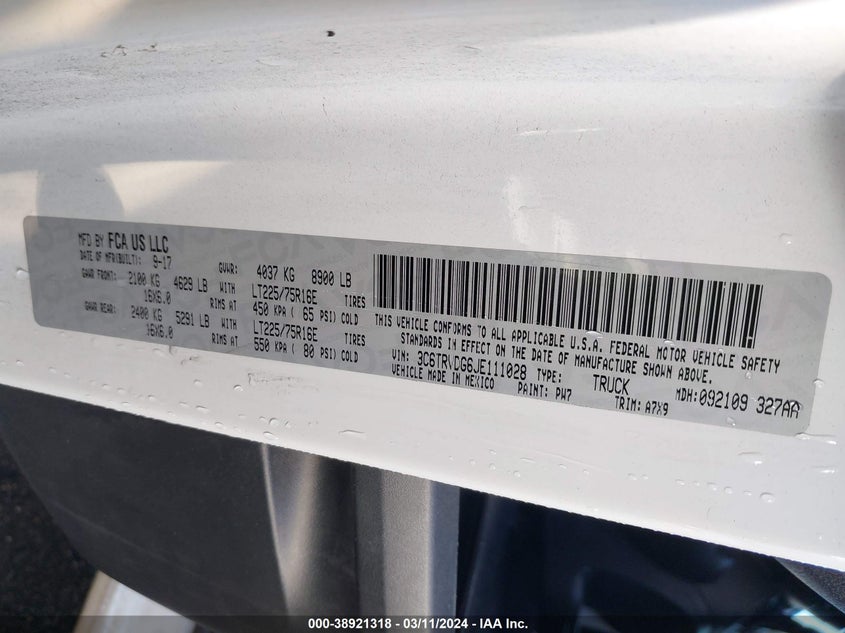 MFD BY FCA US LLC
DATE OF MFR(BUILT): 9-17
GVWR: 4037 KG 8900 LB
GAWR FRONT: 2100 KG 4629 LB WITH LT225/75R16E TIRES
16X6.0 RIMS AT 450 KPA ( 65 PSI) COLD
GAWR REAR: 2400 KG 5291 LB WITH LT225/75R16E TIRES
16X6.0 RIMS AT 550 KPA ( 80 PSI) COLD
THIS VEHICLE CONFORMS TO ALL APPLICABLE U.S.A. FEDERAL MOTOR VEHICLE SAFETY
STANDARDS IN EFFECT ON THE DATE OF MANUFACTURE SHOWN ABOVE.
VIN: 3C6TRVDG6JE111028 TYPE: TRUCK MDH:092109 327AA
VEHICLE MADE IN MEXICO PAINT: PW7 TRIM: A7X9
000-38921318 - 03/11/2024 - IAA Inc.